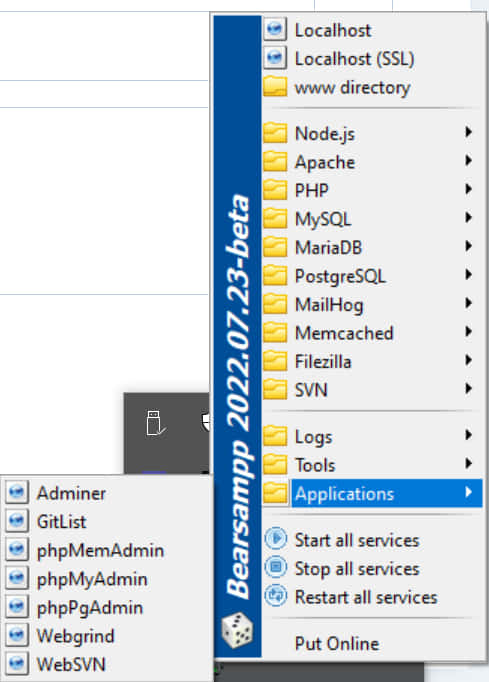 Localhost
Localhost (SSL)
www directory
Node.js
Apache
PHP
MySQL
MariaDB
PostgreSQL
MailHog
Memcached
Filezilla
SVN
Logs
Tools
Applications
Start all services
Stop all services
Restart all services
Put Online
Bearsampp 2022.07.23-beta
Adminer
GitList
phpMemAdmin
phpMyAdmin
phpPgAdmin
Webgrind
WebSVN